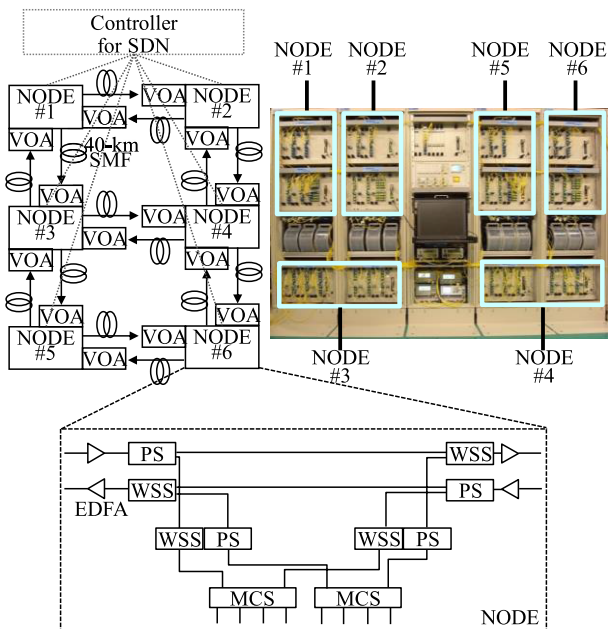 Controller
for SDN
NODE
#1
VOA
NODE
#2
VOA
VOA
VOA
40-km
SMF
VOA
VOA
NODE
#3
VOA
NODE
#4
VOA
VOA
VOA
VOA
VOA
NODE
#5
VOA
NODE
#6
VOA
NODE
#1
NODE
#2
NODE
#5
NODE
#6
NODE
#3
NODE
#4
PS
WSS
EDFA
WSS
PS
WSS
PS
WSS
PS
MCS
MCS
NODE